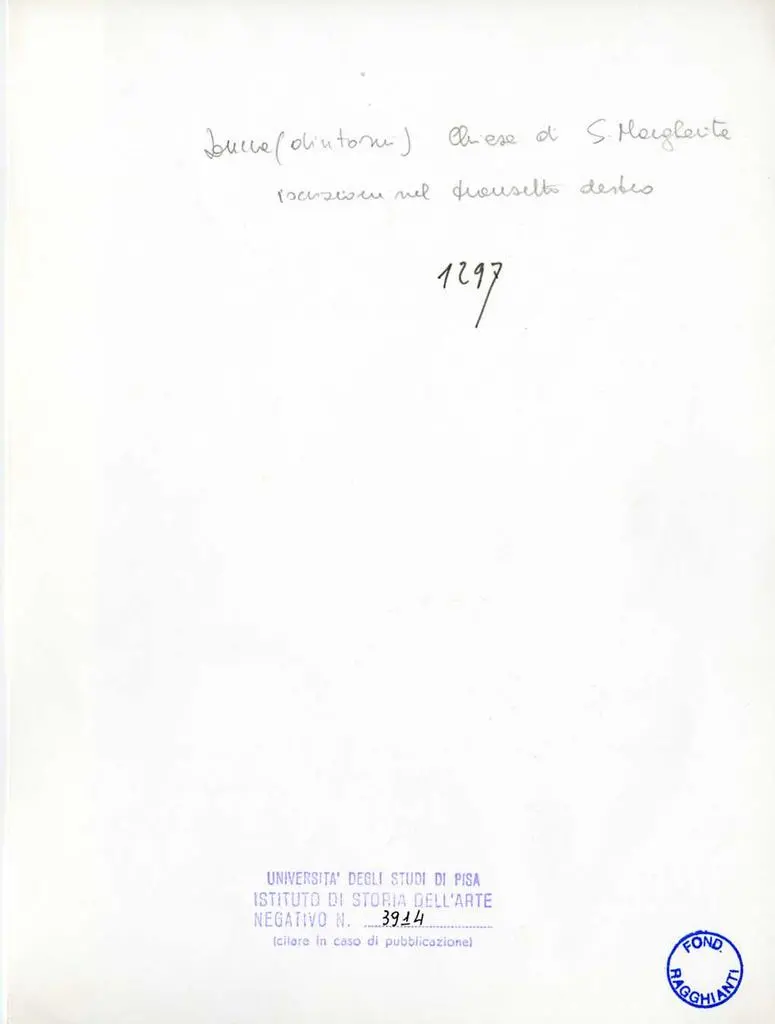 Lucca (dintorni) Chiesa di S. Margherita
iscrizione nel transetto destro
1297
UNIVERSITA' DEGLI STUDI DI PISA
ISTITUTO DI STORIA DELL'ARTE
NEGATIVO N. 3914
(citare in caso di pubblicazione)
FOND.
RAGGHIANTI